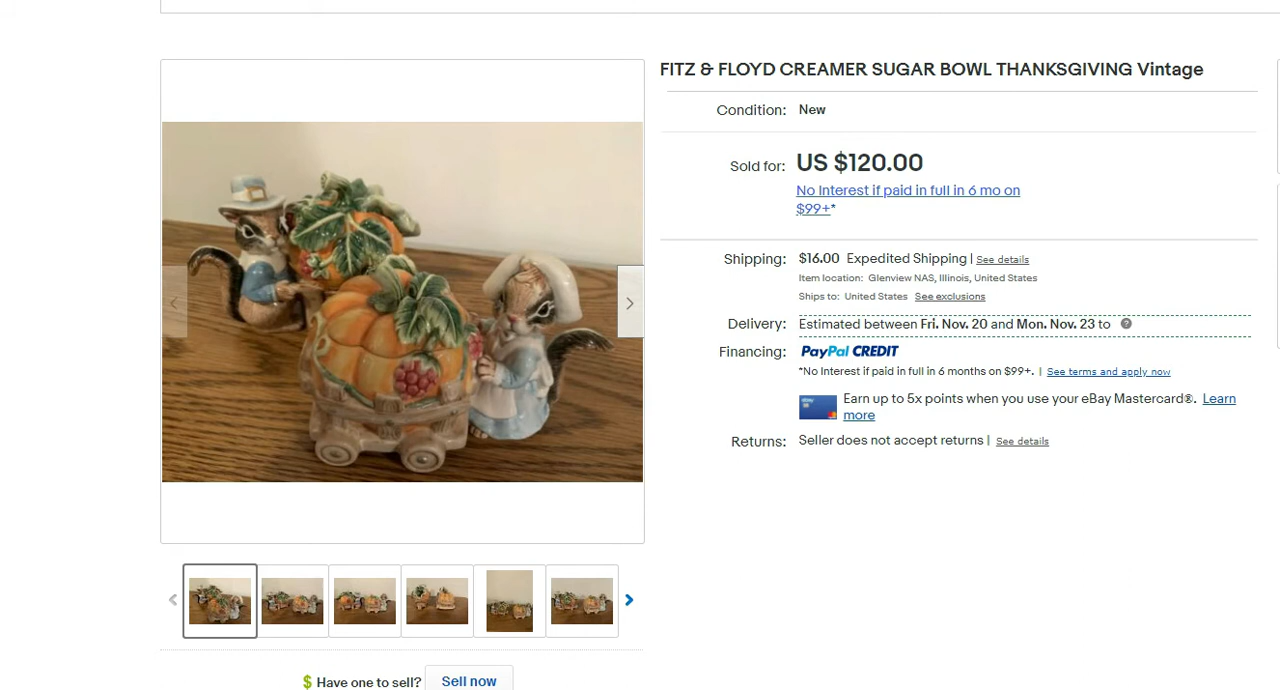 FITZ & FLOYD CREAMER SUGAR BOWL THANKSGIVING Vintage
Condition: New
Sold for: US $120.00
No Interest if paid in full in 6 mo on
$99+*
Shipping: $16.00 Expedited Shipping | See details
Item location: Glenview NAS, Illinois, United States
Ships to: United States See exclusions
Delivery: Estimated between Fri. Nov. 20 and Mon. Nov. 23 to ?
Financing: PayPal CREDIT
*No Interest if paid in full in 6 months on $99+. | See terms and apply now
Earn up to 5x points when you use your eBay Mastercard®. Learn
more
Returns: Seller does not accept returns | See details
$ Have one to sell? Sell now